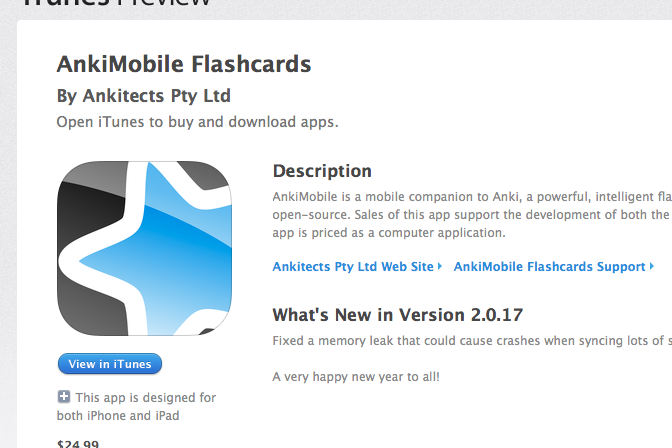 iTunes Preview
AnkiMobile Flashcards
By Ankitects Pty Ltd
Open iTunes to buy and download apps.
Description
AnkiMobile is a mobile companion to Anki, a powerful, intelligent
open-source. Sales of this app support the development of both the
app is priced as a computer application.
Ankitects Pty Ltd Web Site AnkiMobile Flashcards Support
What's New in Version 2.0.17
Fixed a memory leak that could cause crashes when syncing lots of
A very happy new year to all!
View in iTunes
This app is designed for
both iPhone and iPad
$24.99